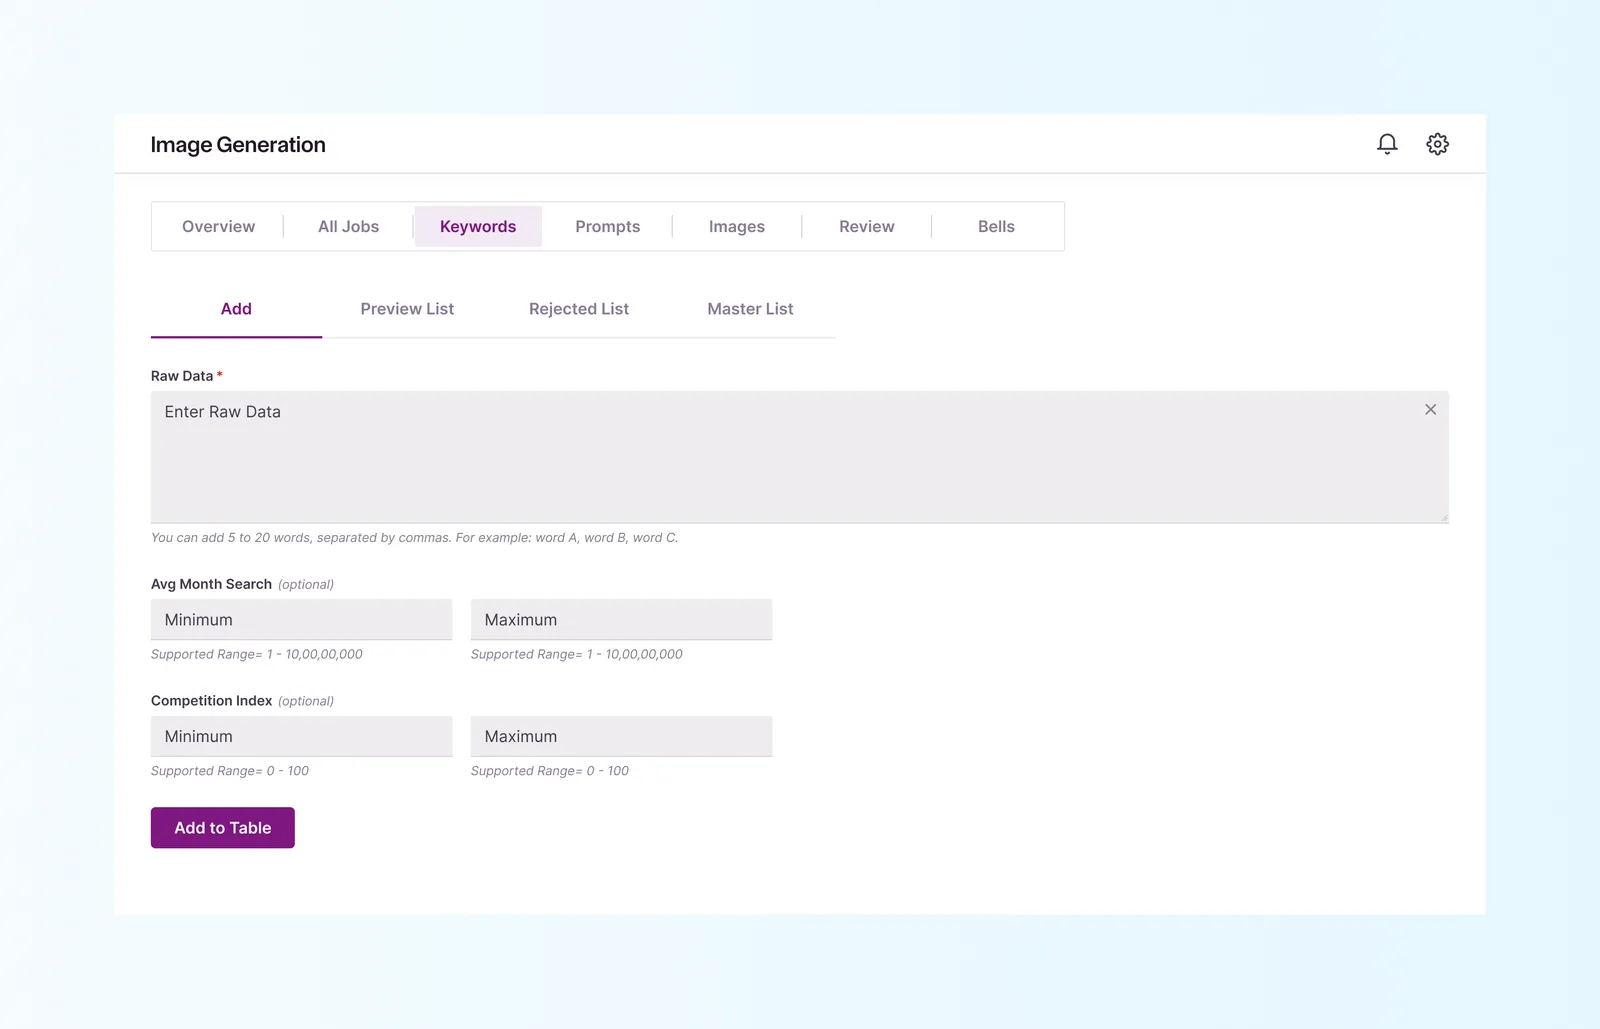 Image Generation
Overview All Jobs Keywords Prompts Images Review Bells
Add Preview List Rejected List Master List
Raw Data *
Enter Raw Data
You can add 5 to 20 words, separated by commas. For example: word A, word B, word C.
Avg Month Search (optional)
Minimum Maximum
Supported Range= 1 - 10,00,00,000 Supported Range= 1 - 10,00,00,000
Competition Index (optional)
Minimum Maximum
Supported Range= 0 - 100 Supported Range= 0 - 100
Add to Table